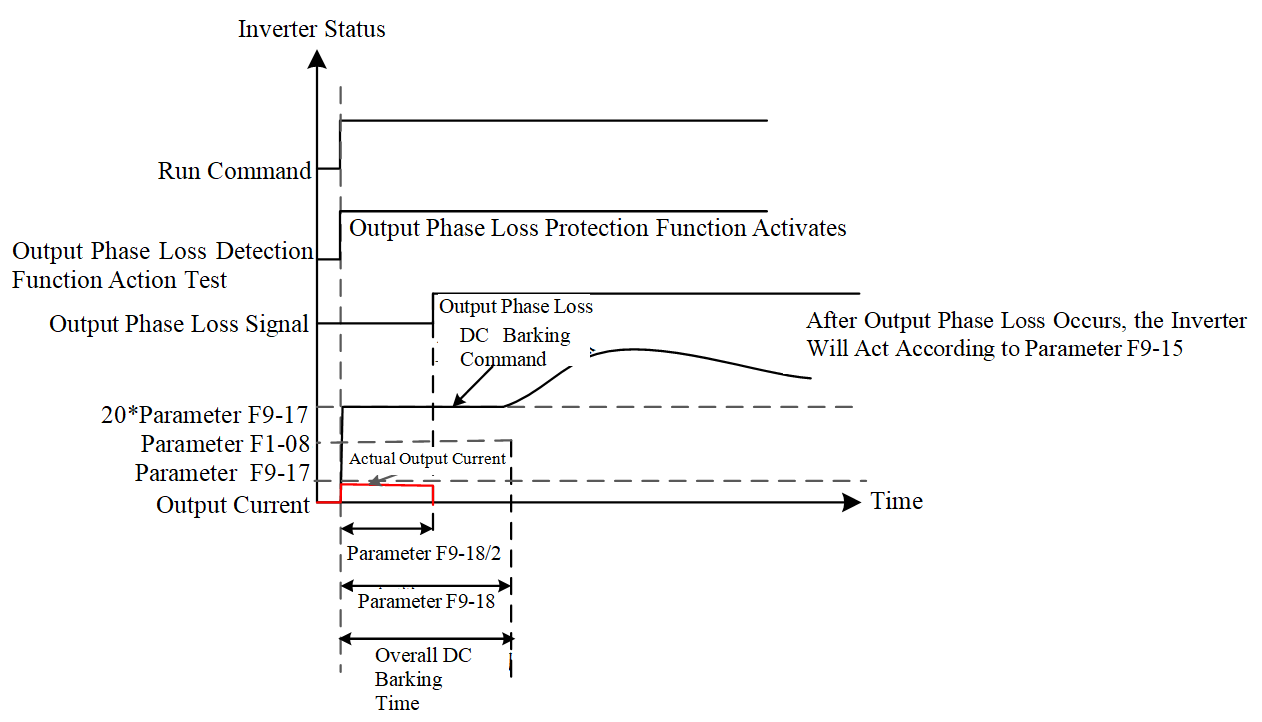 Inverter Status
Run Command
Output Phase Loss Protection Function Activates
Output Phase Loss Detection
Function Action Test
Output Phase Loss
Output Phase Loss Signal
DC Barking
Command
After Output Phase Loss Occurs, the Inverter
Will Act According to Parameter F9-15
20*Parameter F9-17
Parameter F1-08
Actual Output Current
Parameter F9-17
Output Current
Time
Parameter F9-18/2
Parameter F9-18
Overall DC
Barking
Time